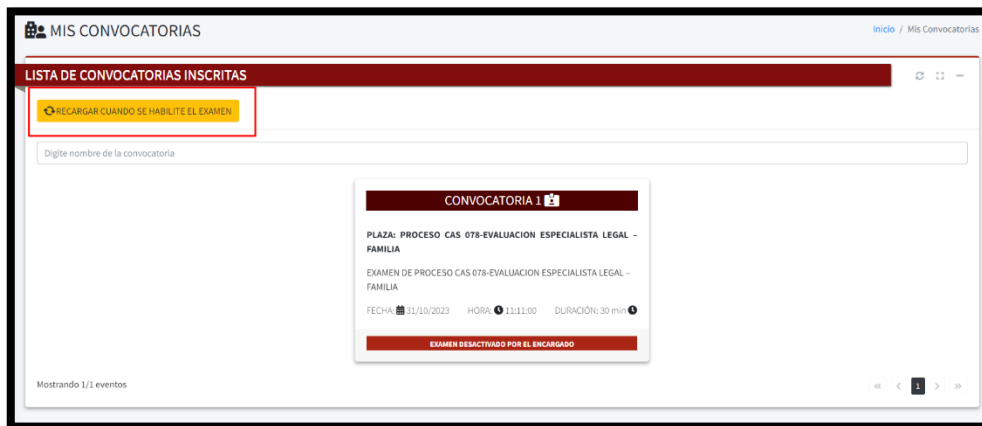 MIS CONVOCATORIAS
Inicio / Mis Convocatorias
LISTA DE CONVOCATORIAS INSCRITAS
RECARGAR CUANDO SE HABILITE EL EXAMEN
Digite nombre de la convocatoria
CONVOCATORIA 1
PLAZA: PROCESO CAS 078-EVALUACION ESPECIALISTA LEGAL –
FAMILIA
EXAMEN DE PROCESO CAS 078-EVALUACION ESPECIALISTA LEGAL –
FAMILIA
FECHA: 31/10/2023 HORA: 11:11:00 DURACIÓN: 30 min
EXAMEN DESACTIVADO POR EL ENCARGADO
Mostrando 1/1 eventos
« < 1 > »